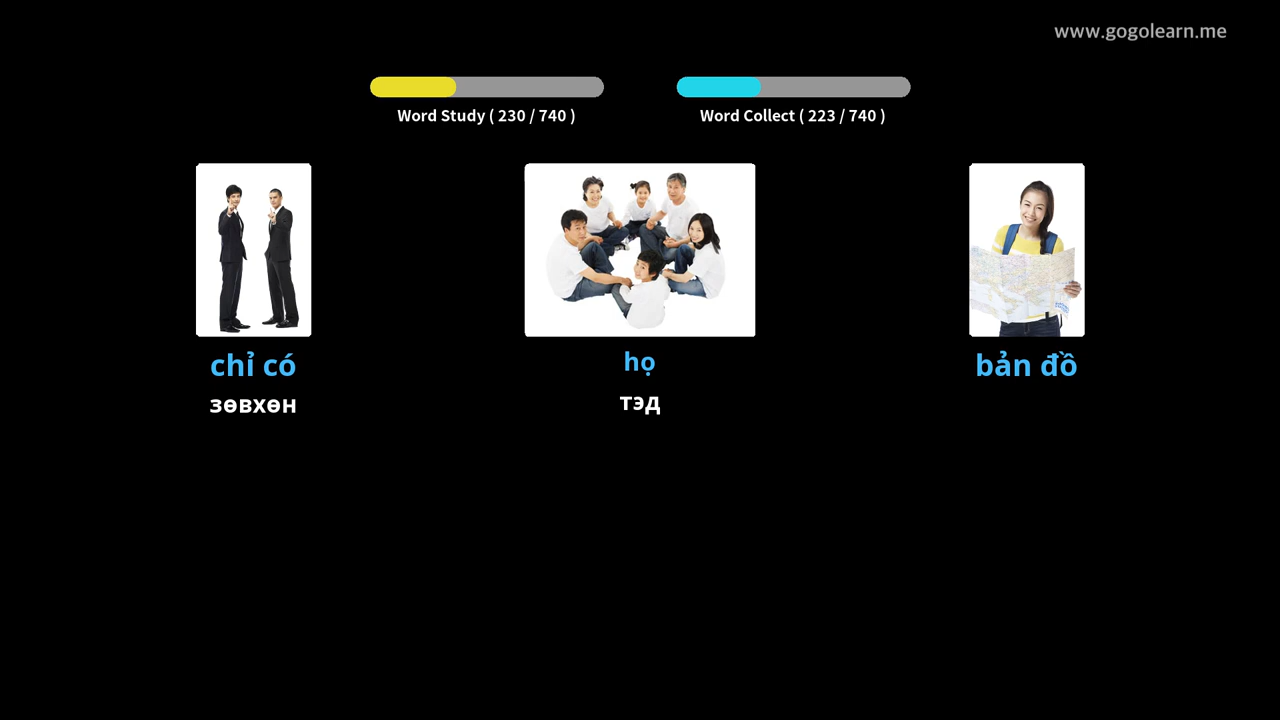 www.gogolearn.me
Word Study ( 230 / 740 )
Word Collect ( 223 / 740 )
chỉ có
зөвхөн
họ
тэд
bản đồ